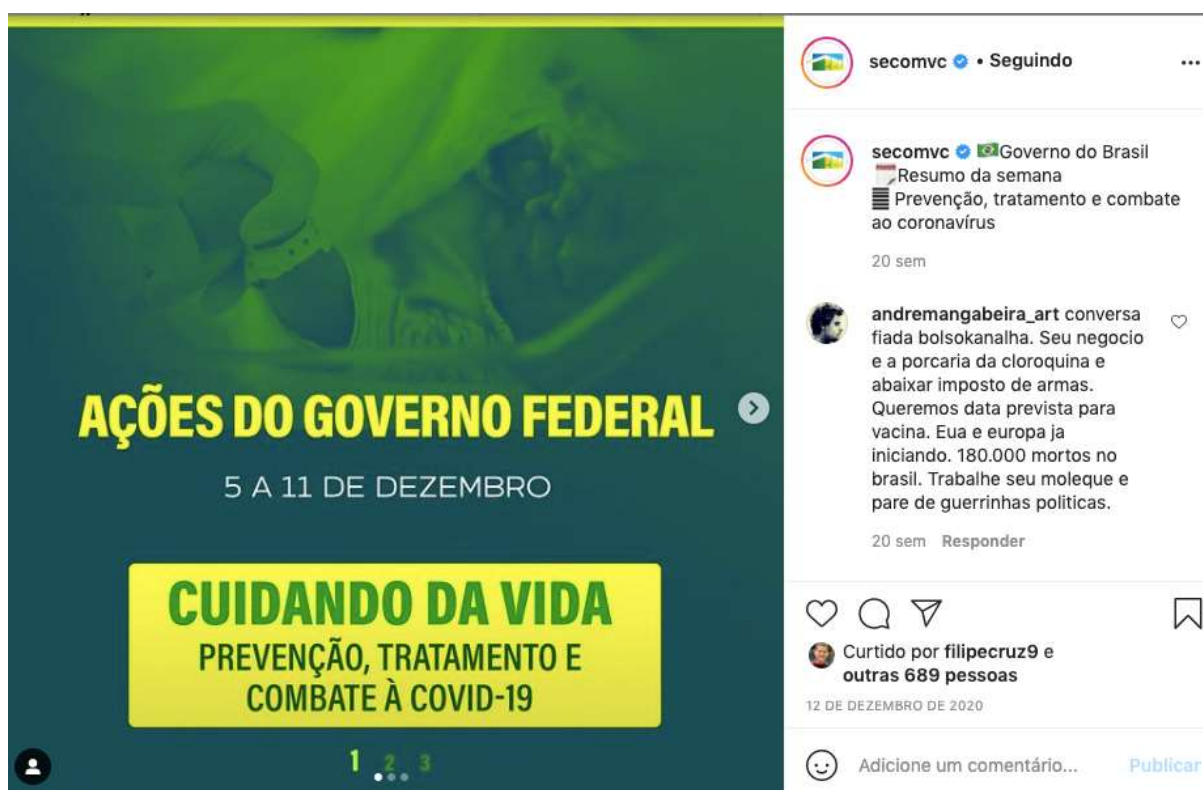 AÇÕES DO GOVERNO FEDERAL
5 A 11 DE DEZEMBRO
CUIDANDO DA VIDA
PREVENÇÃO, TRATAMENTO E
COMBATE À COVID-19
1 2 3
secomvc • Seguindo
secomvc Governo do Brasil
Resumo da semana
Prevenção, tratamento e combate
ao coronavírus
20 sem
andremangabeira_art conversa
fiada bolsokanalha. Seu negocio
e a porcaria da cloroquina e
abaixar imposto de armas.
Queremos data prevista para
vacina. Eua e europa ja
iniciando. 180.000 mortos no
brasil. Trabalhe seu moleque e
pare de guerrinhas politicas.
20 sem Responder
Curtido por filipecruz9 e
outras 689 pessoas
12 DE DEZEMBRO DE 2020
Adicione um comentário... Publicar